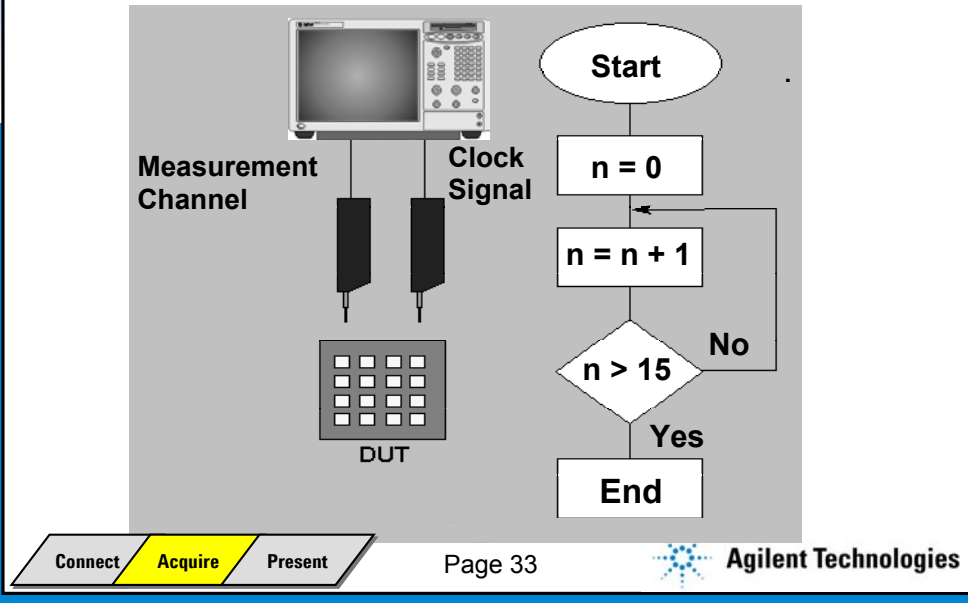 Measurement
Channel
Clock
Signal
DUT
Start
.
n = 0
n = n + 1
n > 15
No
Yes
End
Connect
Acquire
Present
Page 33
Agilent Technologies